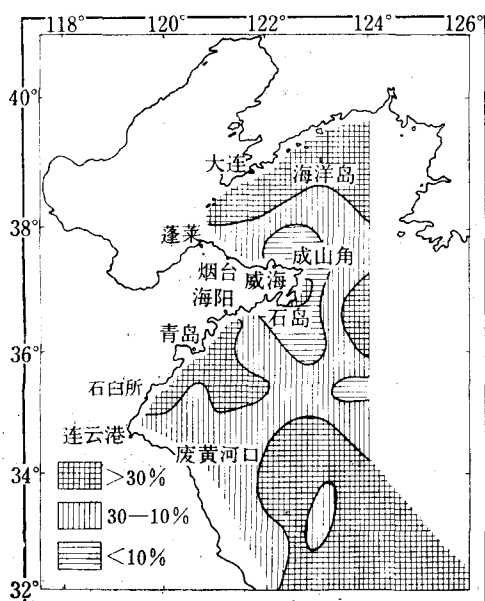 118° 120° 122° 124° 126°
40°
大连
海洋岛
38°
蓬莱
成山角
烟台 威海
海阳
石岛
青岛
36°
石臼所
连云港
废黄河口
34°
>30%
30—10%
<10%
32°